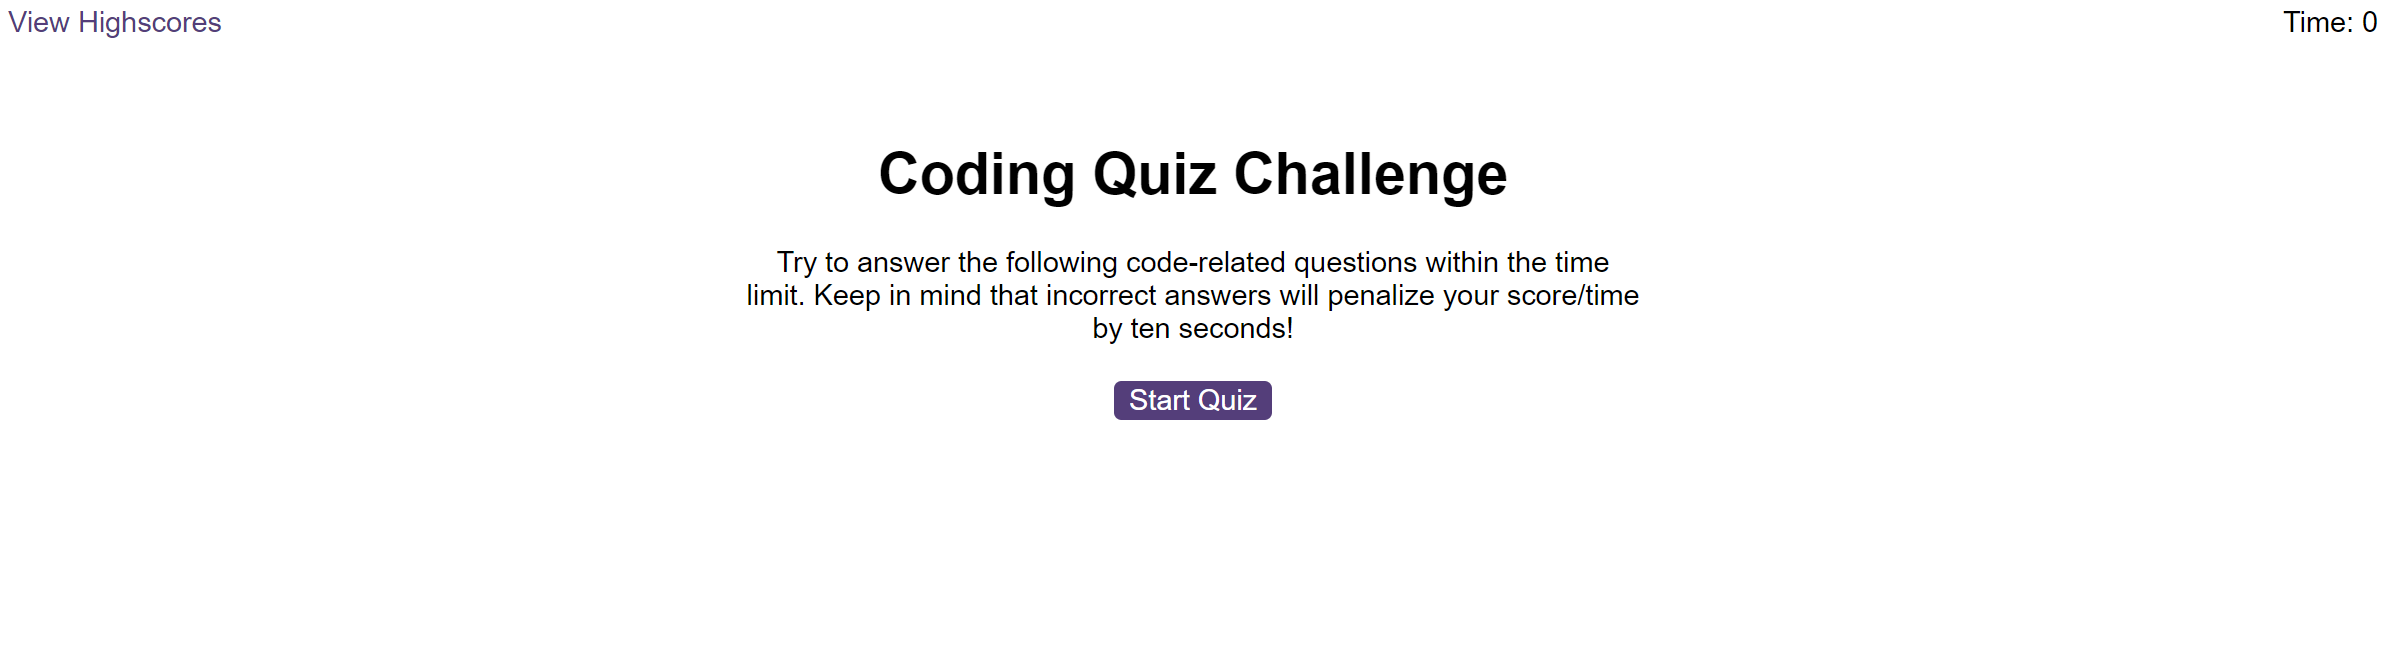 View Highscores
Time: 0
Coding Quiz Challenge
Try to answer the following code-related questions within the time
limit. Keep in mind that incorrect answers will penalize your score/time
by ten seconds!
Start Quiz